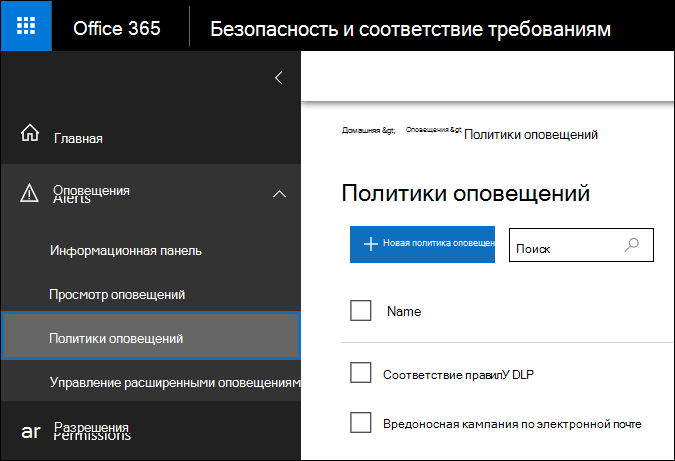 Office 365
Безопасность и соответствие требованиям
Главная
Оповещения
Alerts
Информационная панель
Просмотр оповещений
Политики оповещений
Управление расширенными оповещениям
ar
Разрешения
Permissions
Домашняя &gt; Оповещения &gt Политики оповещений
Политики оповещений
Новая политика оповещен
Поиск
Name
Соответствие правилУ DLP
Вредоносная кампания по электронной почте